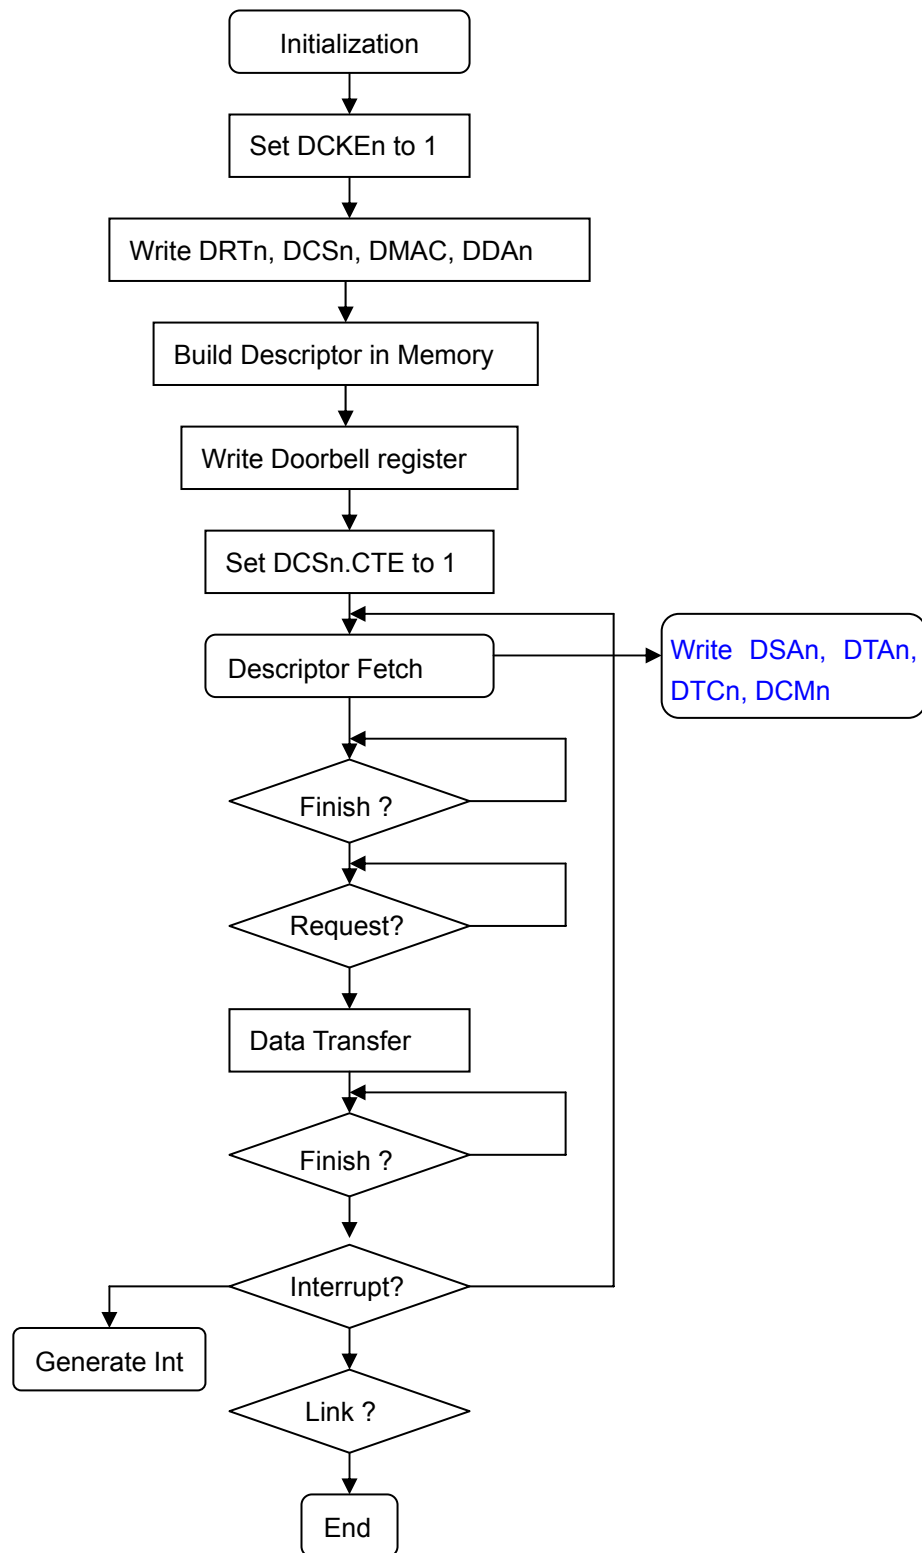 Initialization
Set DCKEn to 1
Write DRTn, DCSn, DMAC, DDAn
Build Descriptor in Memory
Write Doorbell register
Set DCSn.CTE to 1
Descriptor Fetch
Write DSAn, DTAn,
DTCn, DCMn
Finish ?
Request?
Data Transfer
Finish ?
Interrupt?
Generate Int
Link ?
End